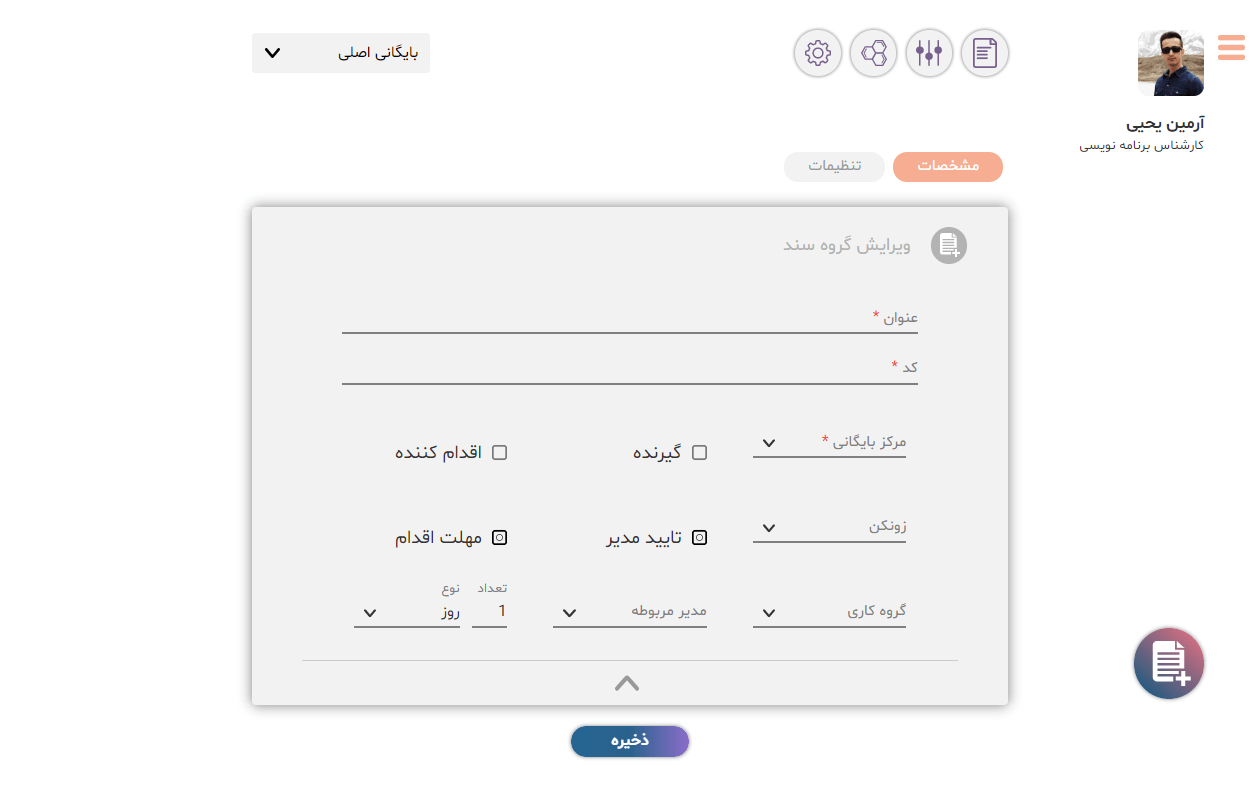 بایگانی اصلی
آرمین یحیی
کارشناس برنامه نویسی
مشخصات
تنظیمات
ویرایش گروه سند
عنوان *
کد *
مرکز بایگانی *
گیرنده
اقدام کننده
زونکن
تایید مدیر
مهلت اقدام
گروه کاری
مدیر مربوطه
تعداد
1
نوع
روز
ذخیره